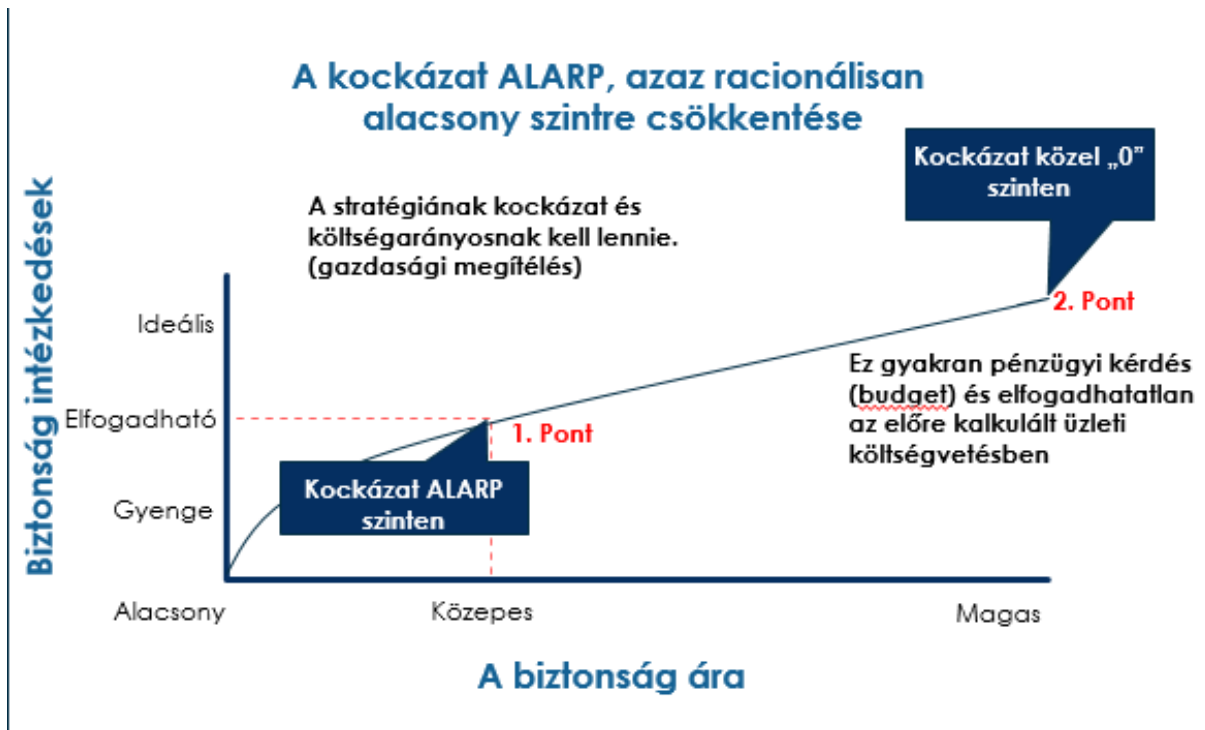 A kockázat ALARP, azaz racionálisan
alacsony szintre csökkentése
Kockázat közel „0”
szinten
A stratégiának kockázat és
költségarányosnak kell lennie.
(gazdasági megítélés)
Biztonság intézkedések
Ideális
2. Pont
Ez gyakran pénzügyi kérdés
(budget) és elfogadhatatlan
az előre kalkulált üzleti
költségvetésben
Elfogadható
1. Pont
Kockázat ALARP
szinten
Gyenge
Alacsony
Közepes
Magas
A biztonság ára